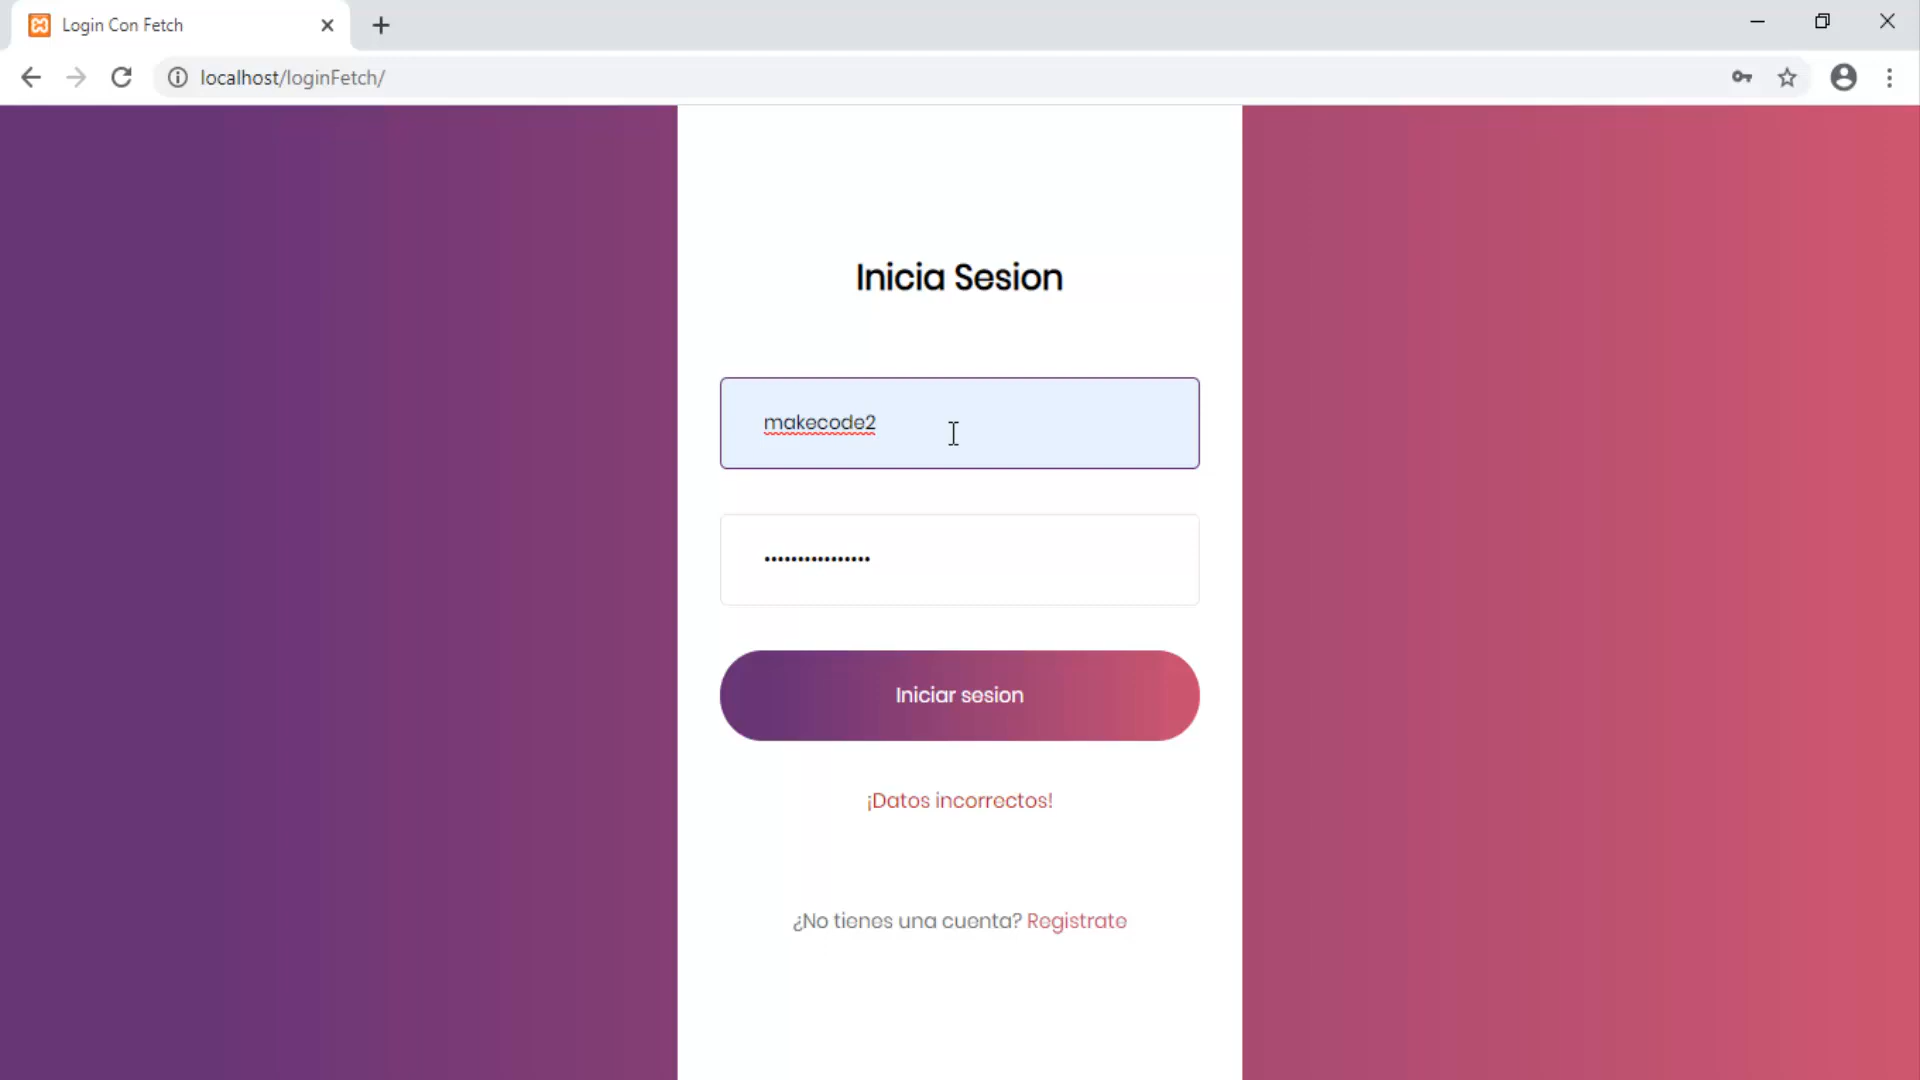 Login Con Fetch
localhost/loginFetch/
Inicia Sesion
makecode2
••••••••••••••••
Iniciar sesion
¡Datos incorrectos!
¿No tienes una cuenta? Registrate